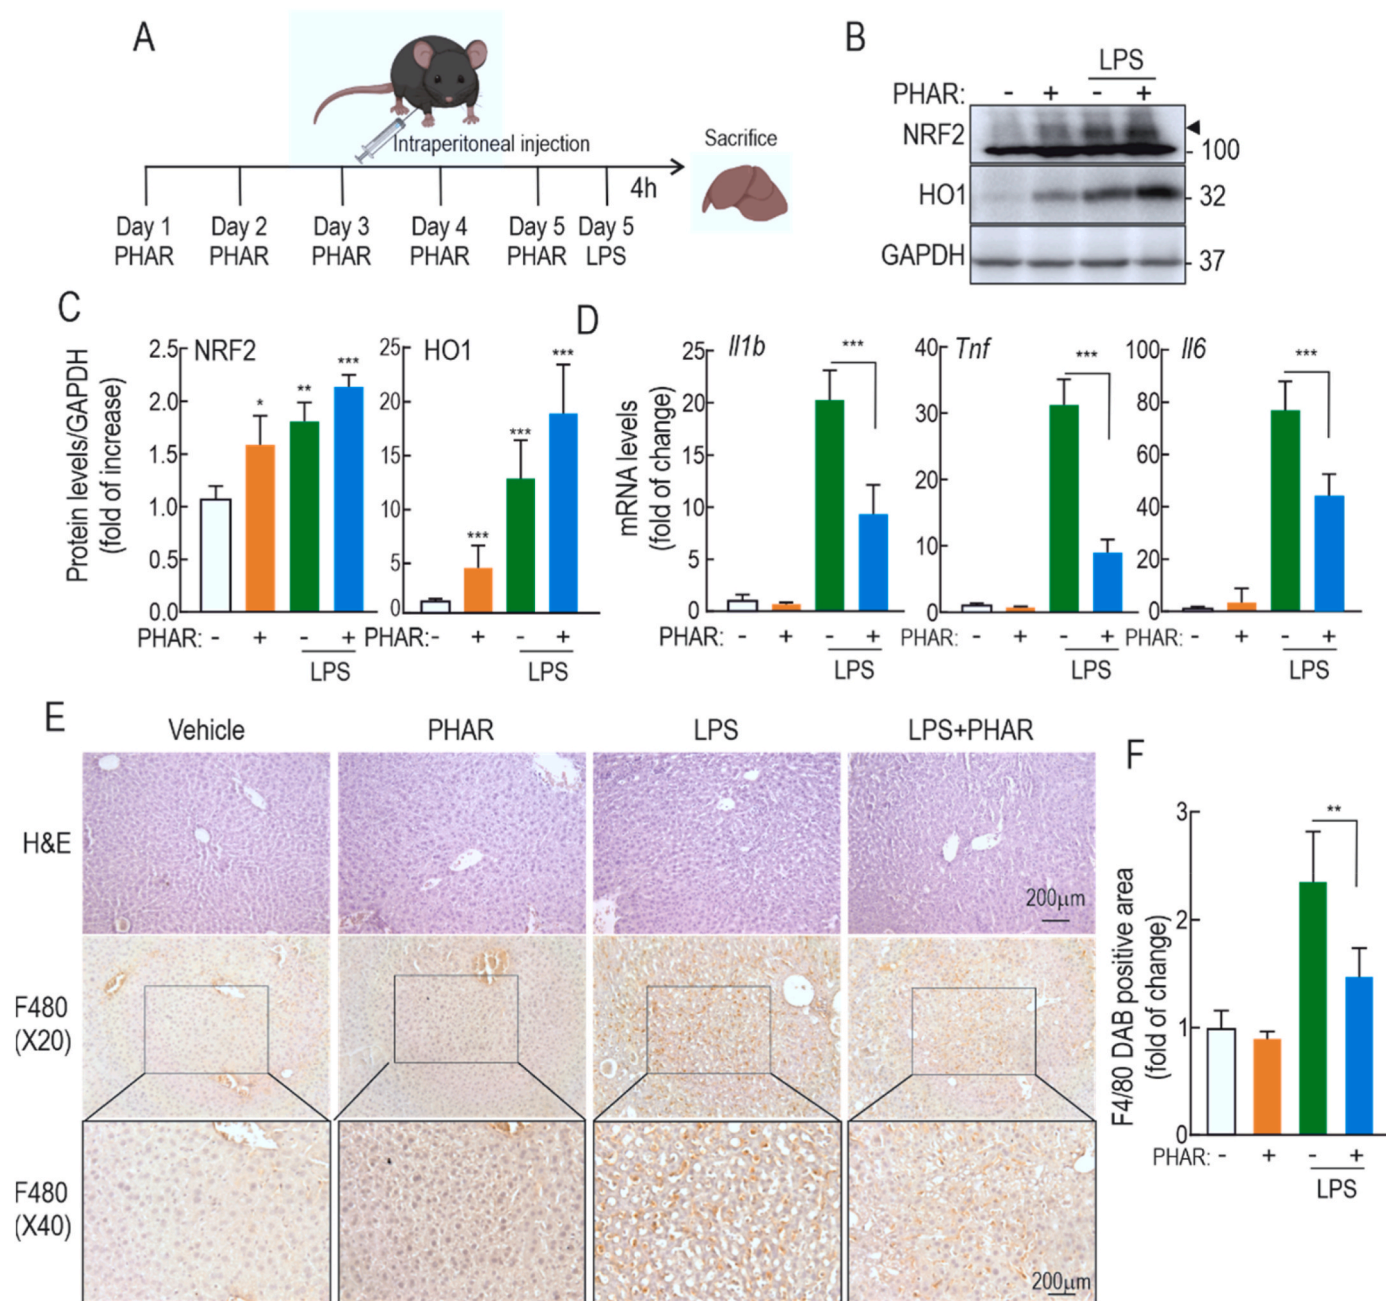 A
Intraperitoneal injection
Sacrifice
4h
Day 1 Day 2 Day 3 Day 4 Day 5 Day 5
PHAR PHAR PHAR PHAR PHAR LPS
B
LPS
PHAR: - + - +
NRF2
100
HO1
32
GAPDH
37
C
Protein levels/GAPDH
(fold of increase)
NRF2
2.5
2.0
1.5
1.0
0.5
0.0
* ** ***
PHAR: - + - +
LPS
HO1
25
20
15
10
5
0
*** *** ***
PHAR: - + - +
LPS
D
mRNA levels
(fold of change)
Il1b
25
20
15
10
5
0
***
PHAR: - + - +
LPS
Tnf
40
30
20
10
0
***
PHAR: - + - +
LPS
Il6
100
80
60
40
20
0
***
PHAR: - + - +
LPS
E
Vehicle PHAR LPS LPS+PHAR
H&E
200μm
F480
(X20)
F480
(X40)
200μm
F
F4/80 DAB positive area
(fold of change)
3
2
1
0
**
PHAR: - + - +
LPS